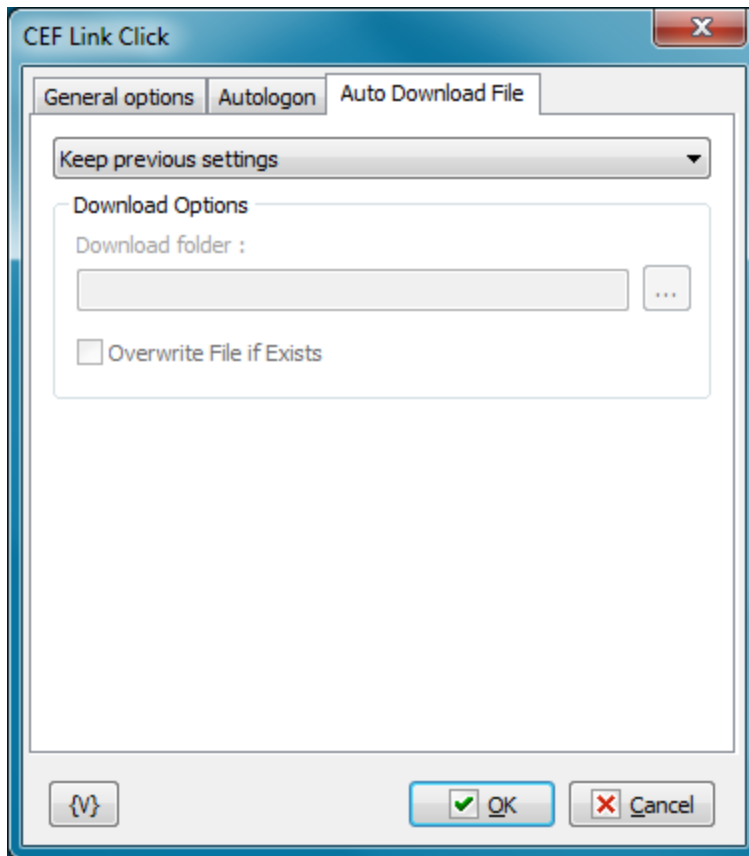 CEF Link Click
General options Autologon Auto Download File
Keep previous settings
Download Options
Download folder :
...
Overwrite File if Exists
{V} OK Cancel